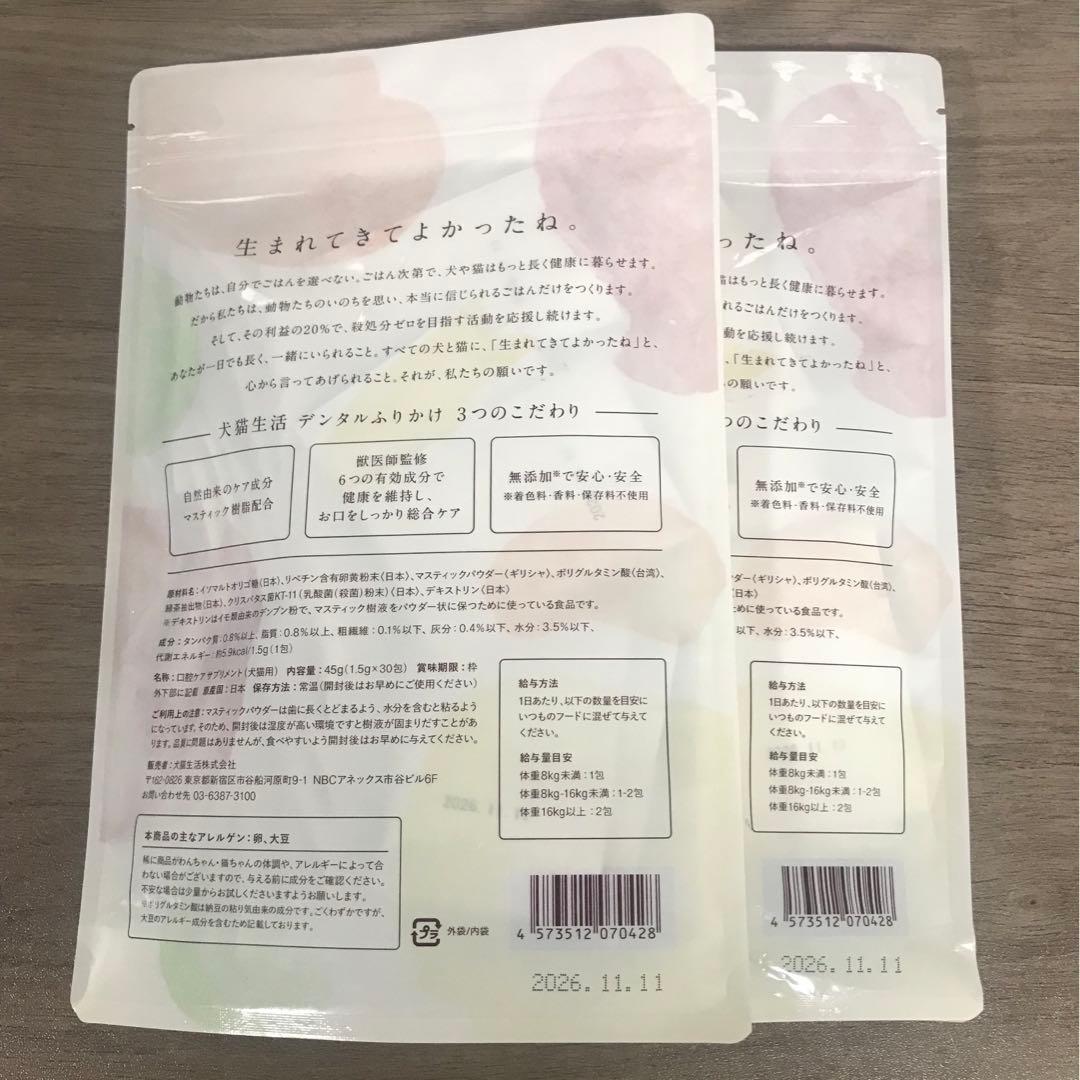 生まれてきてよかったね。
動物たちは、自分でごはんを選べない。ごはん次第で、犬や猫はもっと長く健康に暮らせます。
だから私たちは、動物たちのいのちを思い、本当に信じられるごはんだけをつくります。
そして、その利益の20%で、殺処分ゼロを目指す活動を応援し続けます。
あなたが一日でも長く、一緒にいられること。すべての犬と猫に、「生まれてきてよかったね」と、
心から言ってあげられること。それが、私たちの願いです。
犬猫生活 デンタルふりかけ 3つのこだわり
自然由来のケア成分
マスティック樹脂配合
獣医師監修
6つの有効成分で
健康を維持し、
お口をしっかり総合ケア
無添加※で安心・安全
※着色料・香料・保存料不使用
原材料名：イソマルトオリゴ糖（日本）、リベチン含有卵黄粉末（日本）、マスティックパウダー（ギリシャ）、ポリグルタミン酸（台湾）、
緑茶抽出物（日本）、クリスパタス菌KT-11（乳酸菌（殺菌）粉末）（日本）、デキストリン（日本）
※デキストリンはイモ類由来のデンプン粉で、マスティック樹液をパウダー状に保つために使っている食品です。
成分：タンパク質：0.8%以上、脂質：0.8%以上、粗繊維：0.1%以下、灰分：0.4%以下、水分：3.5%以下、
代謝エネルギー：約5.9kcal/1.5g（1包）
名称：口腔ケアサプリメント（犬猫用） 内容量：45g（1.5g×30包） 賞味期限：枠
外下部に記載 原産国：日本 保存方法：常温（開封後はお早めにご使用ください）
ご利用上の注意：マスティックパウダーは歯に長くとどまるよう、水分を含むと粘るように
なっています。そのため、開封後は湿度が高い環境ですと樹液が固まりだすことがあ
ります。品質に問題はありませんが、食べやすいよう開封後はお早めに与えてください。
販売者：犬猫生活株式会社
〒162-0826 東京都新宿区市谷船河原町9-1 NBCアネックス市谷ビル6F
お問い合わせ先 03-6387-3100
給与方法
1日あたり、以下の数量を目安に
いつものフードに混ぜて与えて
ください。
給与量目安
体重8kg未満：1包
体重8kg-16kg未満：1-2包
体重16kg以上：2包
本商品の主なアレルゲン：卵、大豆
稀に商品がわんちゃん・猫ちゃんの体調や、アレルギーによって合
わない場合がございますので、与える前に成分をご確認ください。
不安な場合は少量からお試しくださいますようお願いします。
※ポリグルタミン酸は納豆の粘り気由来の成分です。ごくわずかですが、
大豆のアレルギー成分を含むため記載しております。
プラ
外袋/内袋
4 573512 070428
2026.11.11
ったね。
猫はもっと長く健康に暮らせます。
れるごはんだけをつくります。
動を応援し続けます。
、「生まれてきてよかったね」と、
の願いです。
つのこだわり
無添加※で安心・安全
※着色料・香料・保存料不使用
ダー（ギリシャ）、ポリグルタミン酸（台湾）、
（日本）
ために使っている食品です。
以下、水分：3.5%以下、
給与方法
1日あたり、以下の数量を目安に
いつものフードに混ぜて与えて
ください。
給与量目安
体重8kg未満：1包
体重8kg-16kg未満：1-2包
体重16kg以上：2包
4 573512 070428
2026.11.11